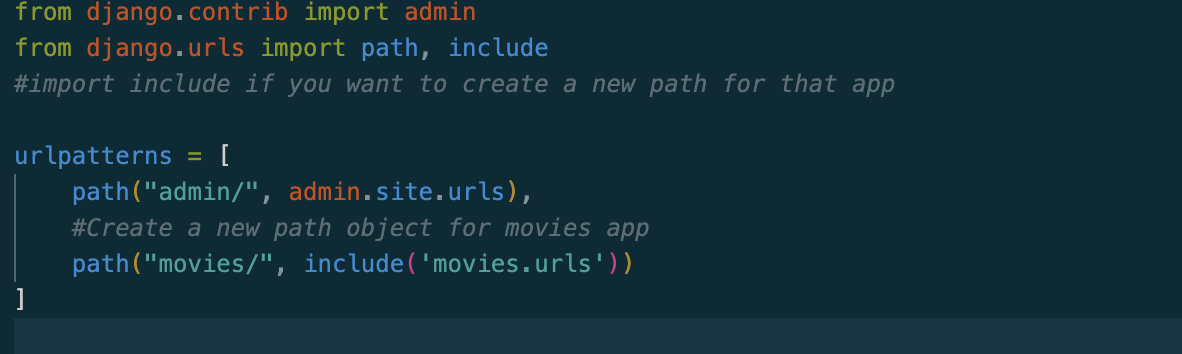 from django.contrib import admin
from django.urls import path, include
#import include if you want to create a new path for that app
urlpatterns = [
path("admin/", admin.site.urls),
#Create a new path object for movies app
path("movies/", include('movies.urls'))
]